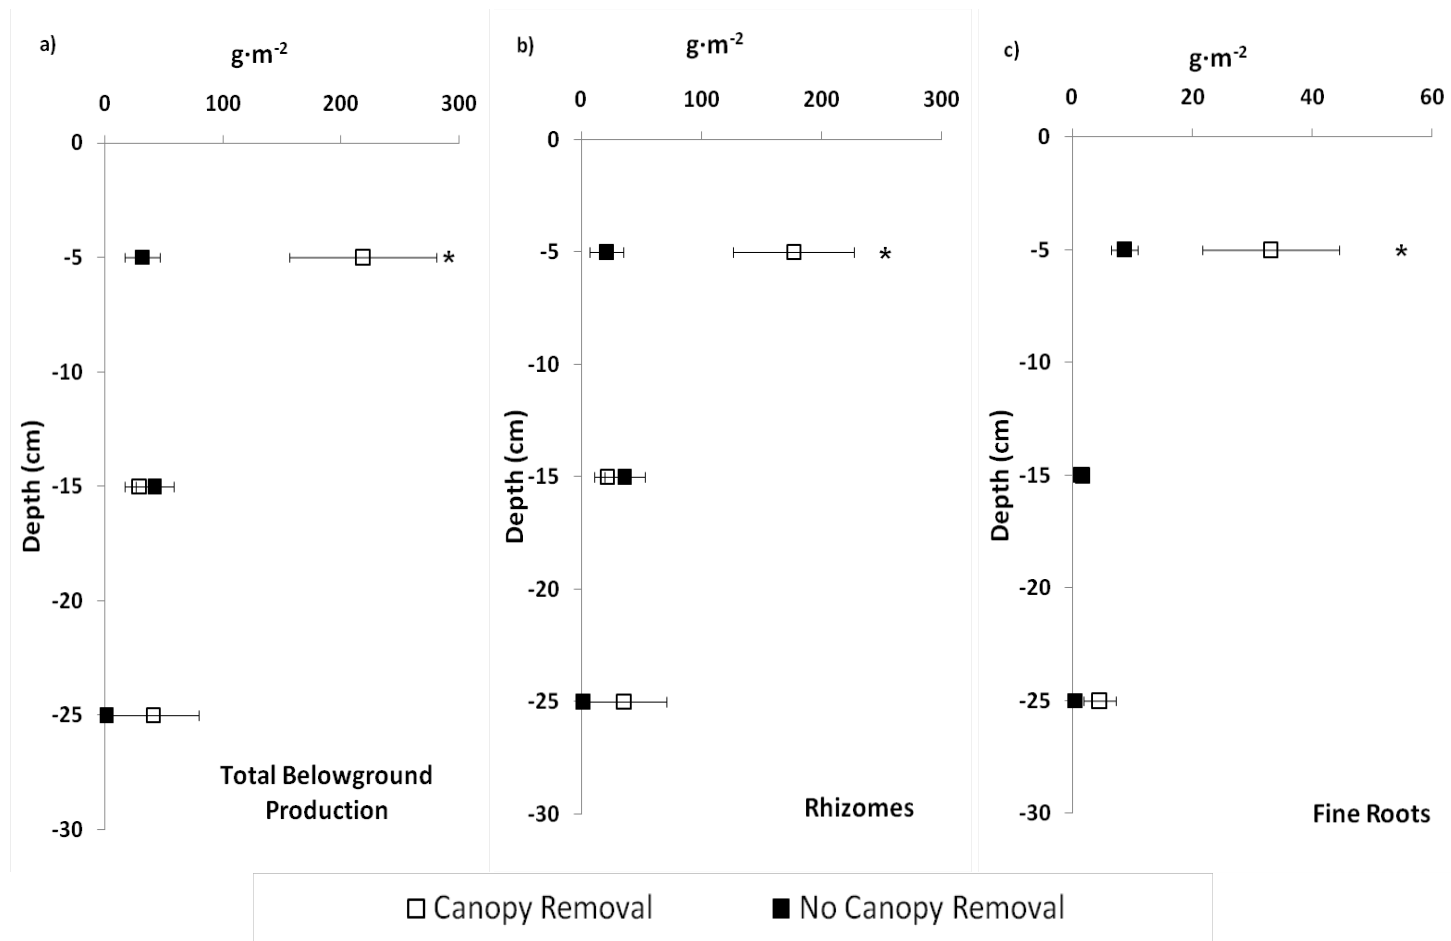 a)
g·m-2
0 100 200 300
0
-5
*
-10
-15
-20
-25
-30
Depth (cm)
Total Belowground
Production
b)
g·m-2
0 100 200 300
0
-5
*
-10
-15
-20
-25
-30
Depth (cm)
Rhizomes
c)
g·m-2
0 20 40 60
0
-5
*
-10
-15
-20
-25
-30
Depth (cm)
Fine Roots
Canopy Removal No Canopy Removal